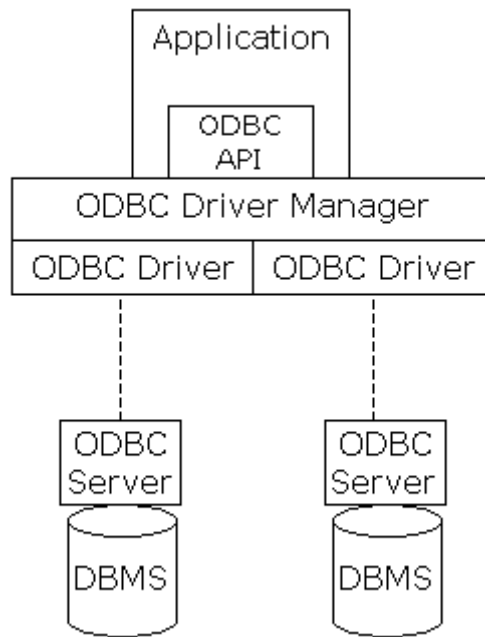 Application
ODBC
API
ODBC Driver Manager
ODBC Driver
ODBC Driver
ODBC
Server
ODBC
Server
DBMS
DBMS